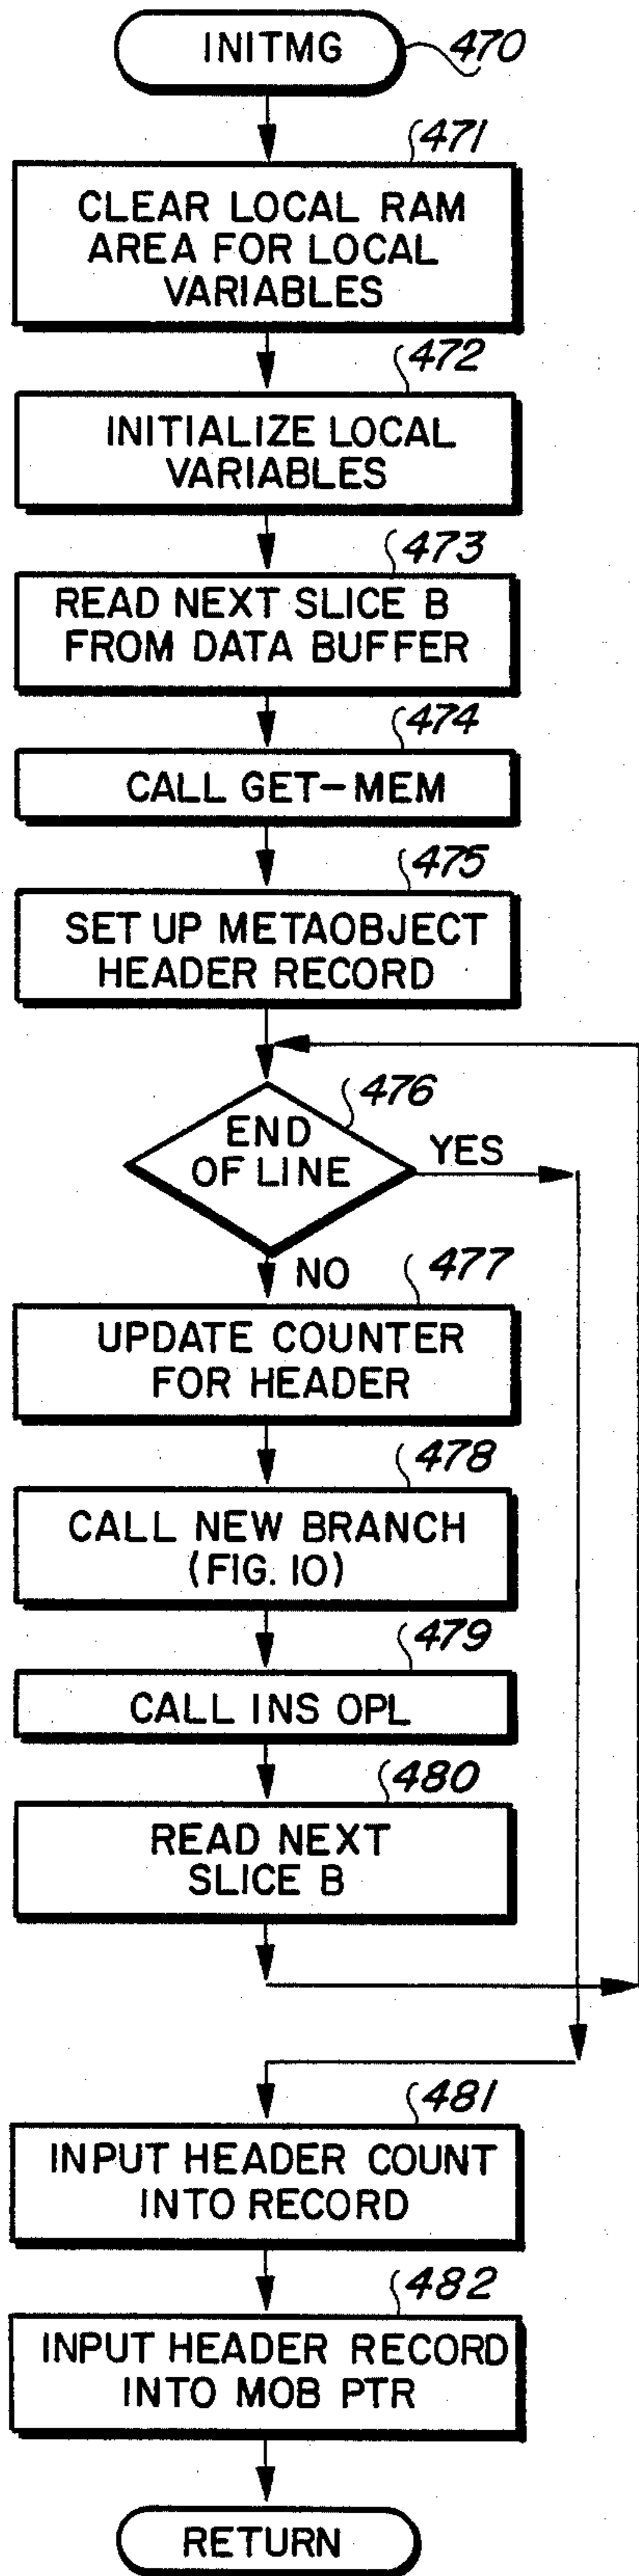 INITMG
470
471
CLEAR LOCAL RAM
AREA FOR LOCAL
VARIABLES
472
INITIALIZE LOCAL
VARIABLES
473
READ NEXT SLICE B
FROM DATA BUFFER
474
CALL GET-MEM
475
SET UP METAOBJECT
HEADER RECORD
476
END
OF LINE
YES
NO
477
UPDATE COUNTER
FOR HEADER
478
CALL NEW BRANCH
(FIG. 10)
479
CALL INS OPL
480
READ NEXT
SLICE B
481
INPUT HEADER COUNT
INTO RECORD
482
INPUT HEADER RECORD
INTO MOB PTR
RETURN